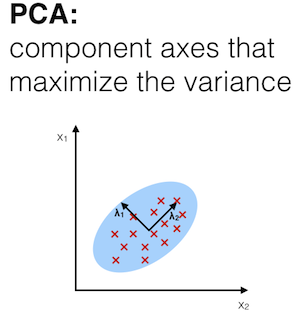 PCA:
component axes that
maximize the variance
x1
λ1
λ2
x2